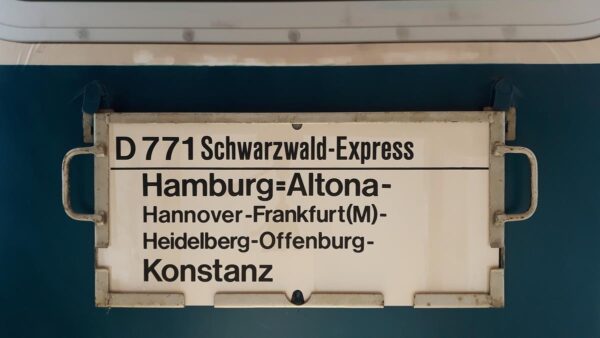 D 771 Schwarzwald-Express
Hamburg=Altona-
Hannover-Frankfurt(M)-
Heidelberg-Offenburg-
Konstanz